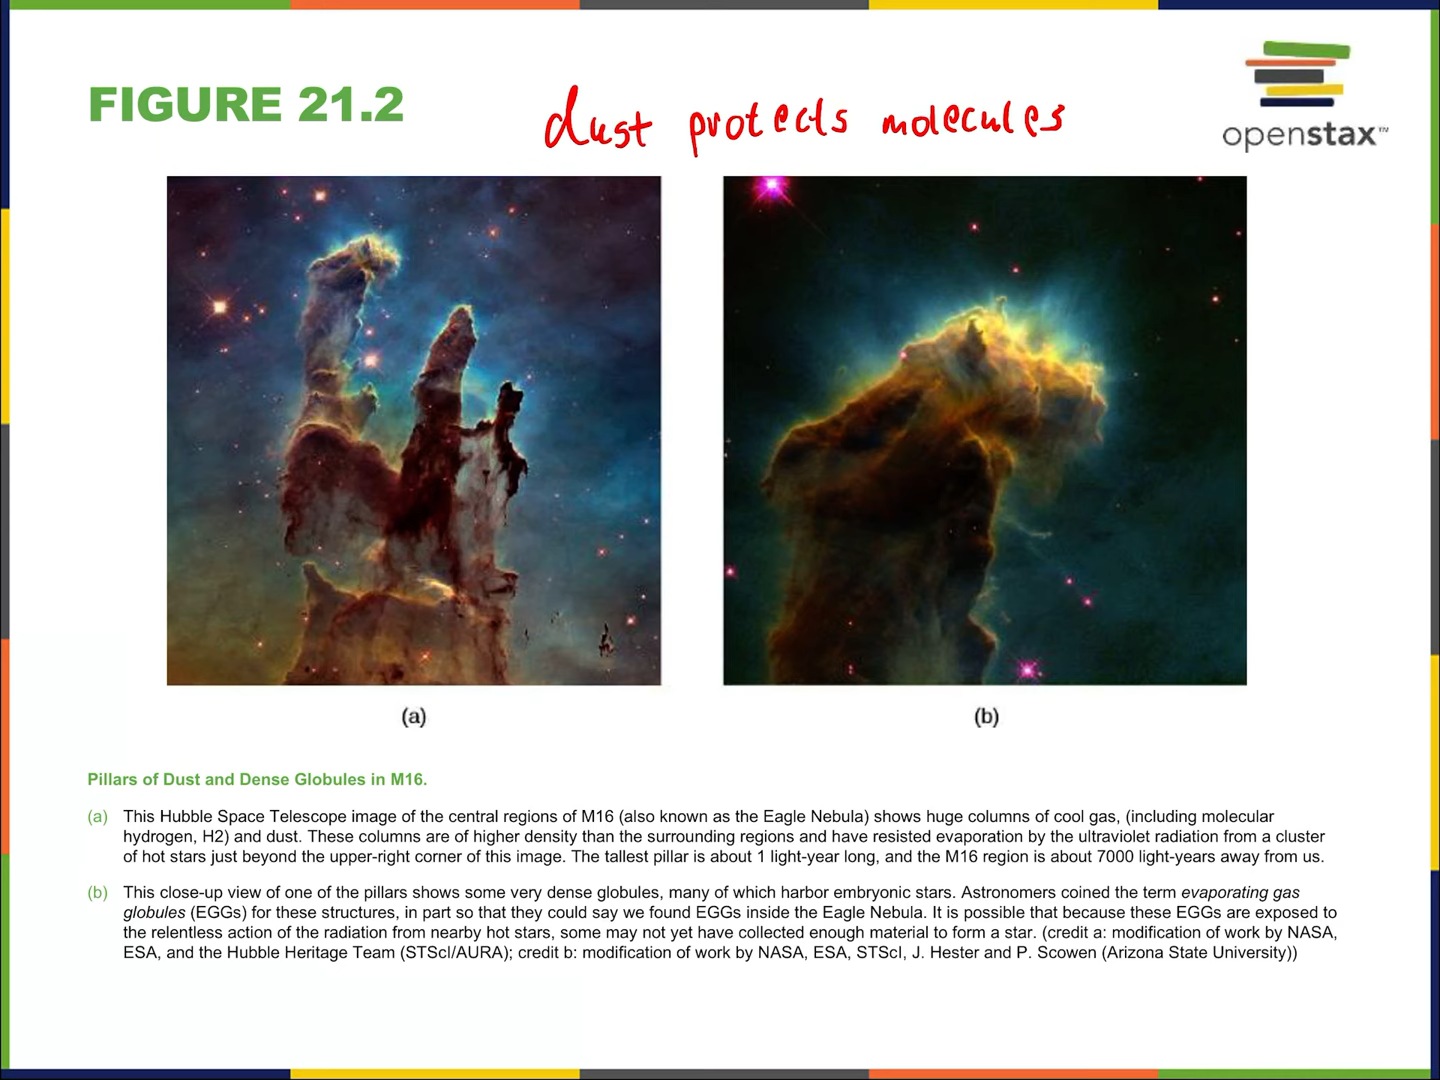 FIGURE 21.2
dust protects molecules
openstax™
(a)
(b)
Pillars of Dust and Dense Globules in M16.
(a) This Hubble Space Telescope image of the central regions of M16 (also known as the Eagle Nebula) shows huge columns of cool gas, (including molecular
hydrogen, H2) and dust. These columns are of higher density than the surrounding regions and have resisted evaporation by the ultraviolet radiation from a cluster
of hot stars just beyond the upper-right corner of this image. The tallest pillar is about 1 light-year long, and the M16 region is about 7000 light-years away from us.
(b) This close-up view of one of the pillars shows some very dense globules, many of which harbor embryonic stars. Astronomers coined the term evaporating gas
globules (EGGs) for these structures, in part so that they could say we found EGGs inside the Eagle Nebula. It is possible that because these EGGs are exposed to
the relentless action of the radiation from nearby hot stars, some may not yet have collected enough material to form a star. (credit a: modification of work by NASA,
ESA, and the Hubble Heritage Team (STScI/AURA); credit b: modification of work by NASA, ESA, STScI, J. Hester and P. Scowen (Arizona State University))